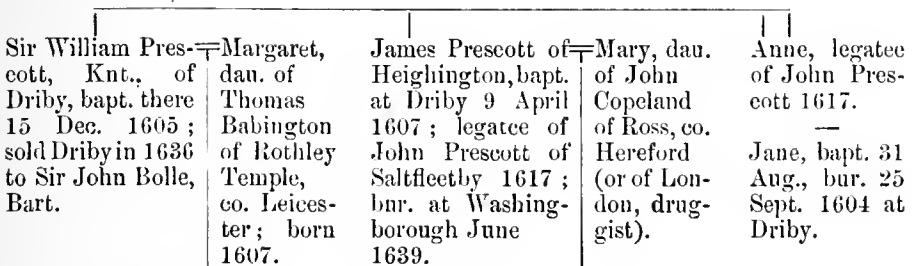 Sir William Pres-
cott, Knt., of
Driby, bapt. there
15 Dec. 1605 ;
sold Driby in 1636
to Sir John Bolle,
Bart.
Margaret,
dau. of
Thomas
Babington
of Rothley
Temple,
co. Leices-
ter ; born
1607.
James Prescott of
Heighington, bapt.
at Driby 9 April
1607 ; legatee of
John Prescott of
Saltfleetby 1617 ;
bur. at Washing-
borough June
1639.
Mary, dau.
of John
Copeland
of Ross, co.
Hereford
(or of Lon-
don, drug-
gist).
Anne, legatee
of John Pres-
cott 1617.
—
Jane, bapt. 31
Aug., bur. 25
Sept. 1604 at
Driby.